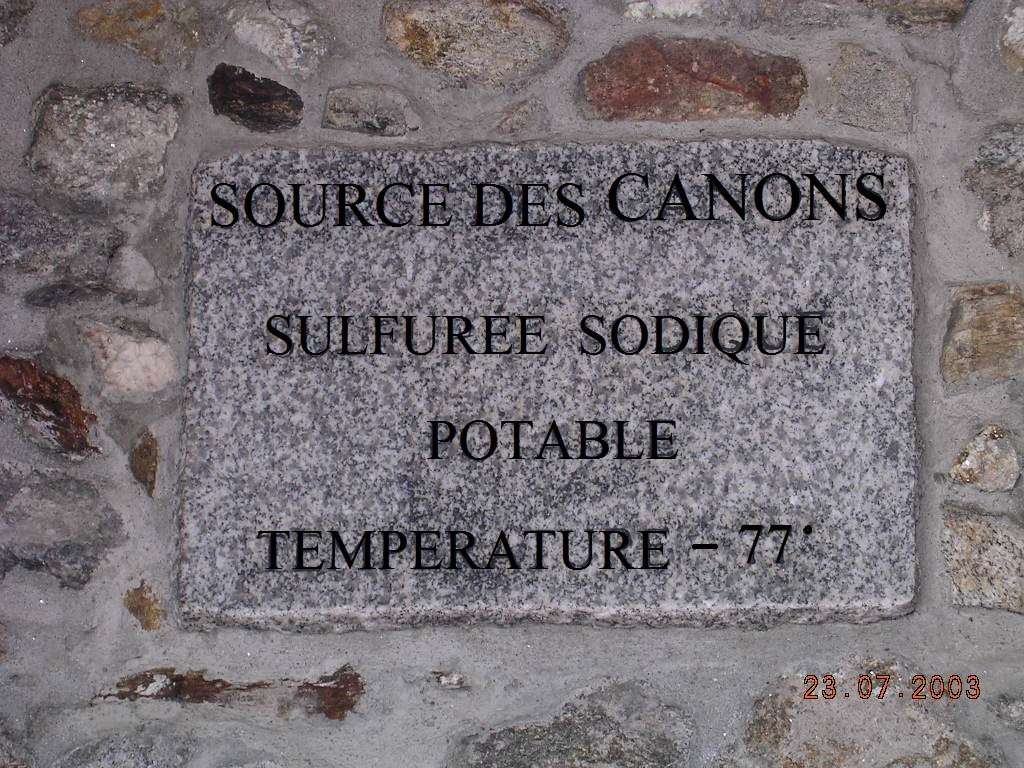 SOURCE DES CANONS
SULFUREE SODIQUE
POTABLE
TEMPERATURE - 77°
23.07.2003